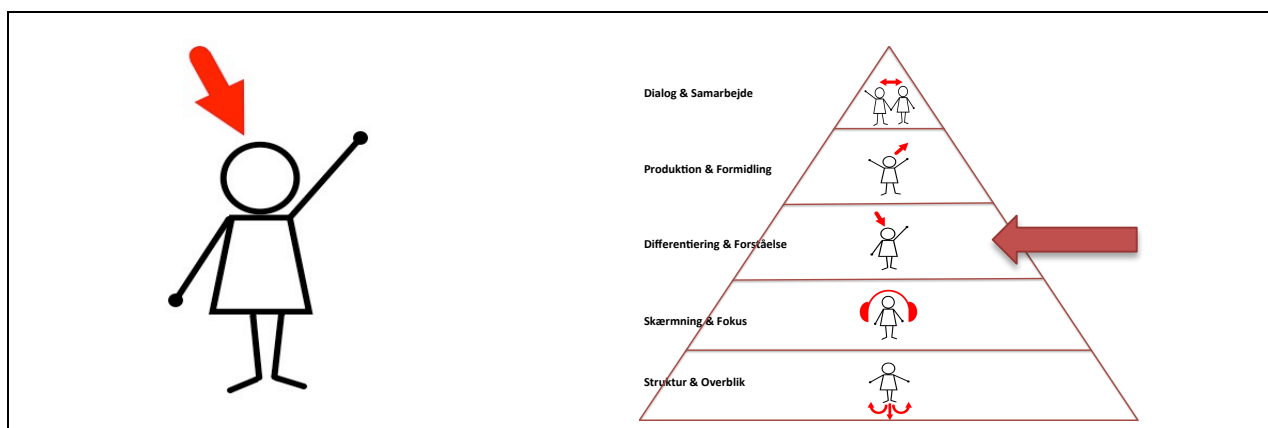 Dialog & Samarbejde
Produktion & Formidling
Differentiering & Forståelse
Skærmning & Fokus
Struktur & Overblik